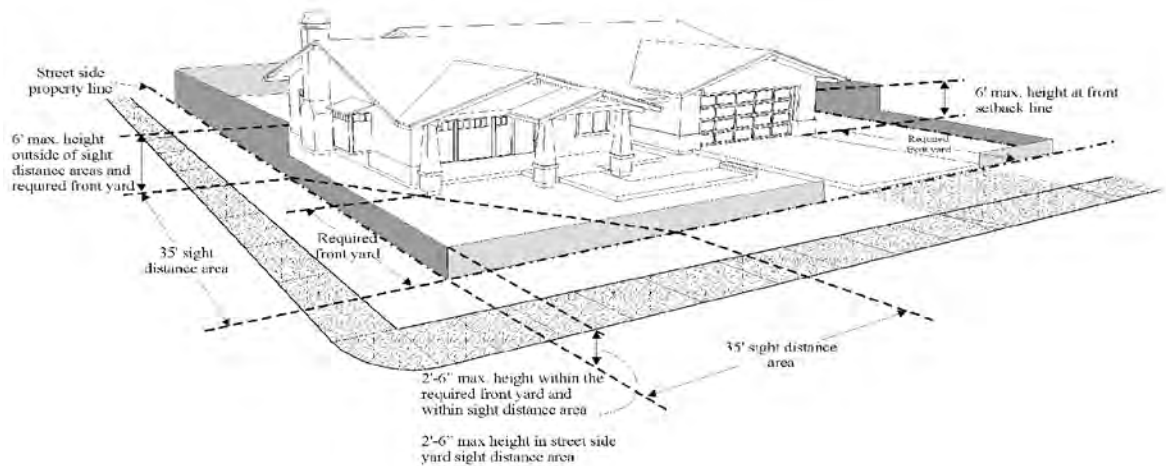 Street side
property line
6' max. height
outside of sight
distance areas and
required front yard
35' sight
distance area
Required
front yard
6' max. height at front
setback line
Required
front yard
35' sight distance
area
2'-6" max. height within the
required front yard and
within sight distance area
2'-6" max height in street side
yard sight distance area